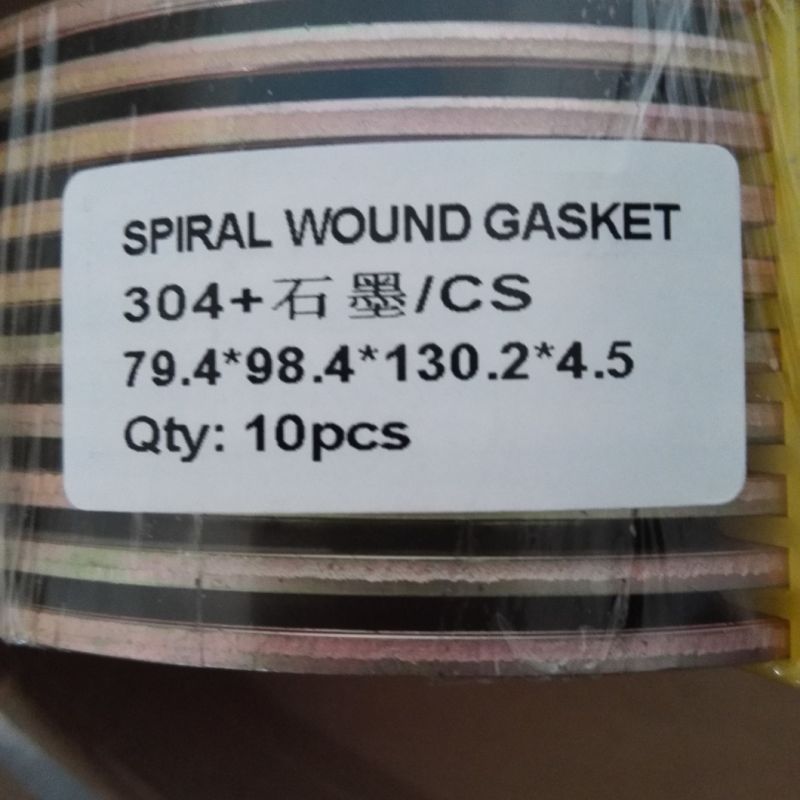 SPIRAL WOUND GASKET
304+石墨/CS
79.4*98.4*130.2*4.5
Qty: 10pcs